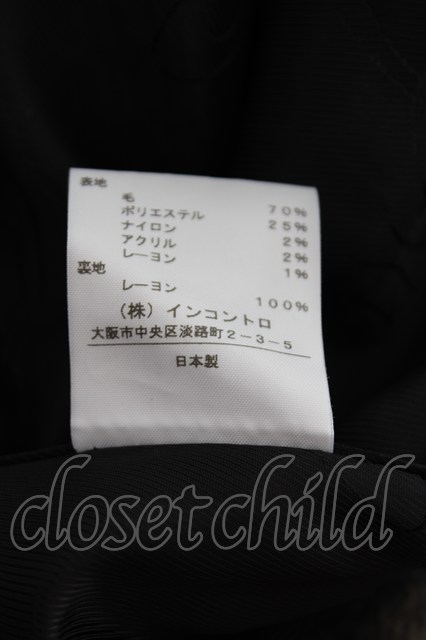 表地
毛 70%
ポリエステル 25%
ナイロン 2%
アクリル 2%
レーヨン 1%
裏地
レーヨン 100%
(株)インコントロ
大阪市中央区淡路町2-3-5
日本製
closetchild